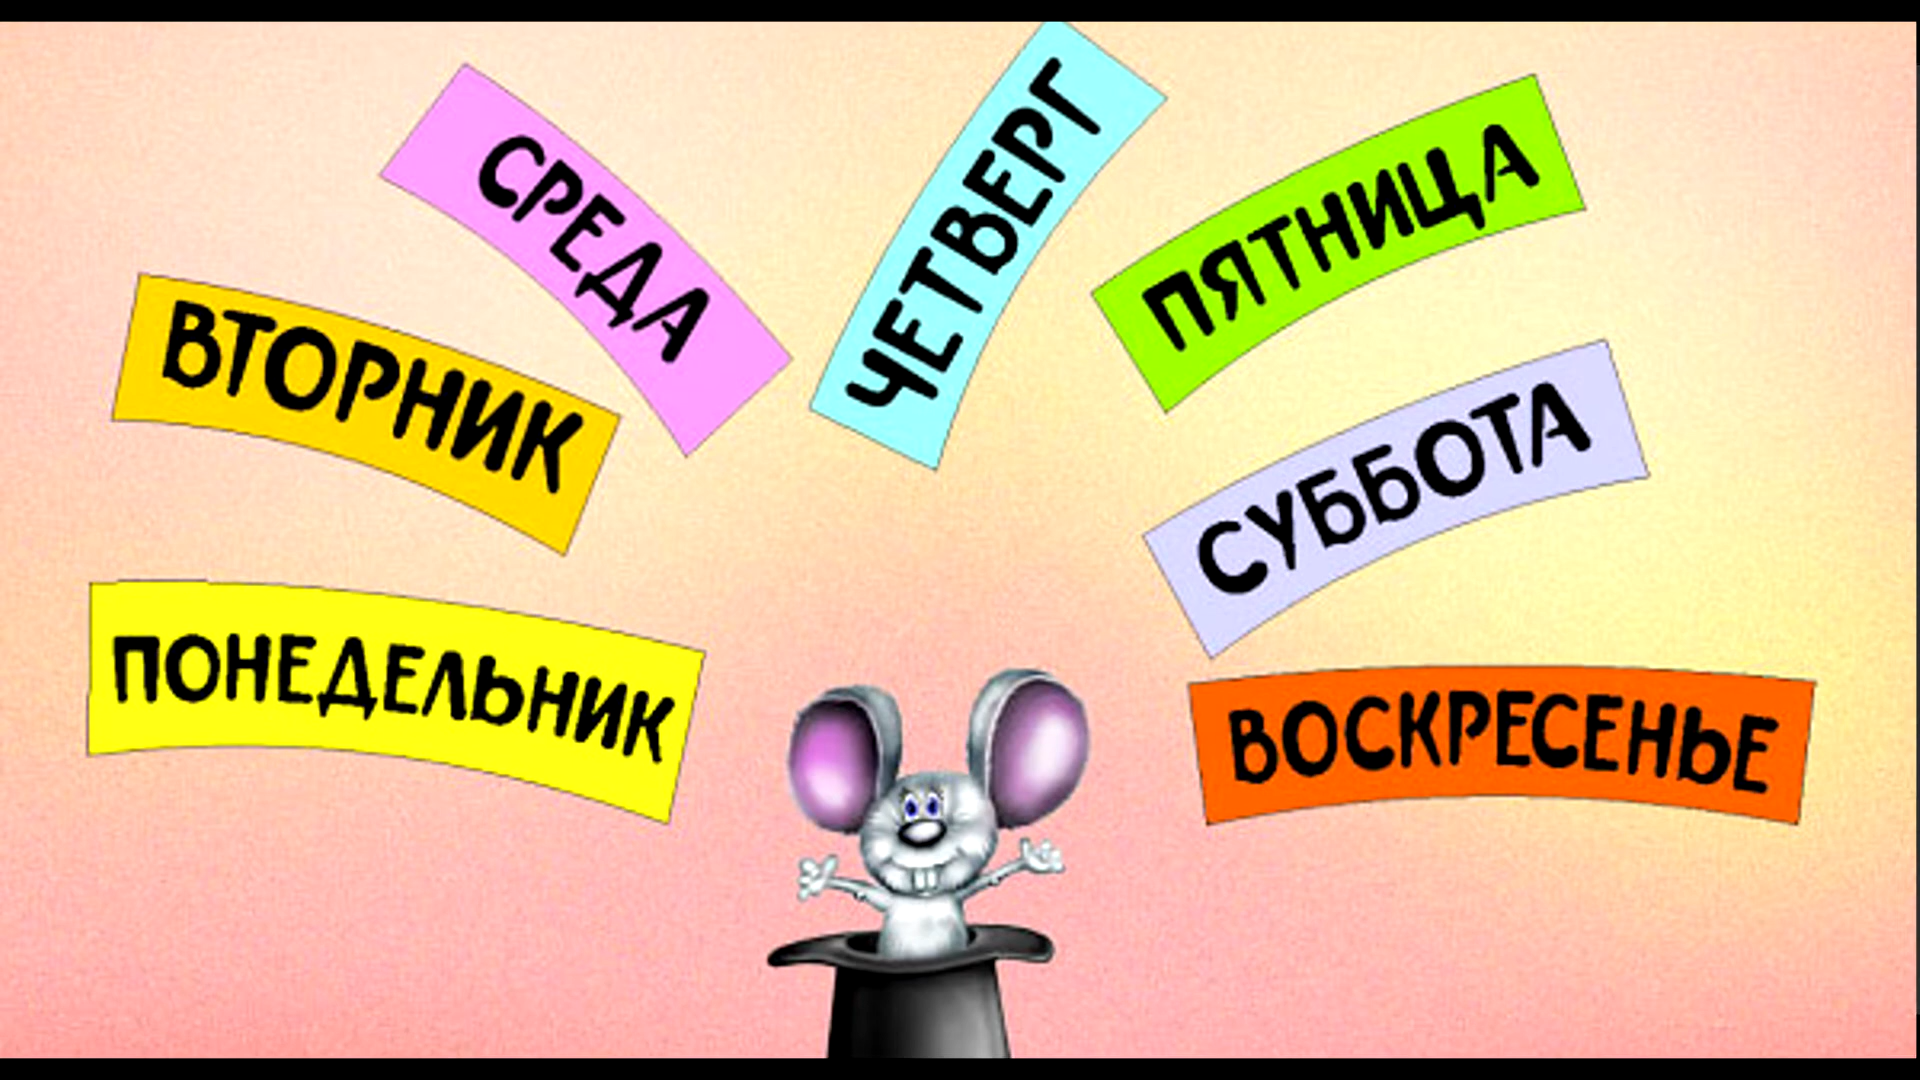 ПОНЕДЕЛЬНИК
ВТОРНИК
СРЕДА
ЧЕТВЕРГ
ПЯТНИЦА
СУББОТА
ВОСКРЕСЕНЬЕ